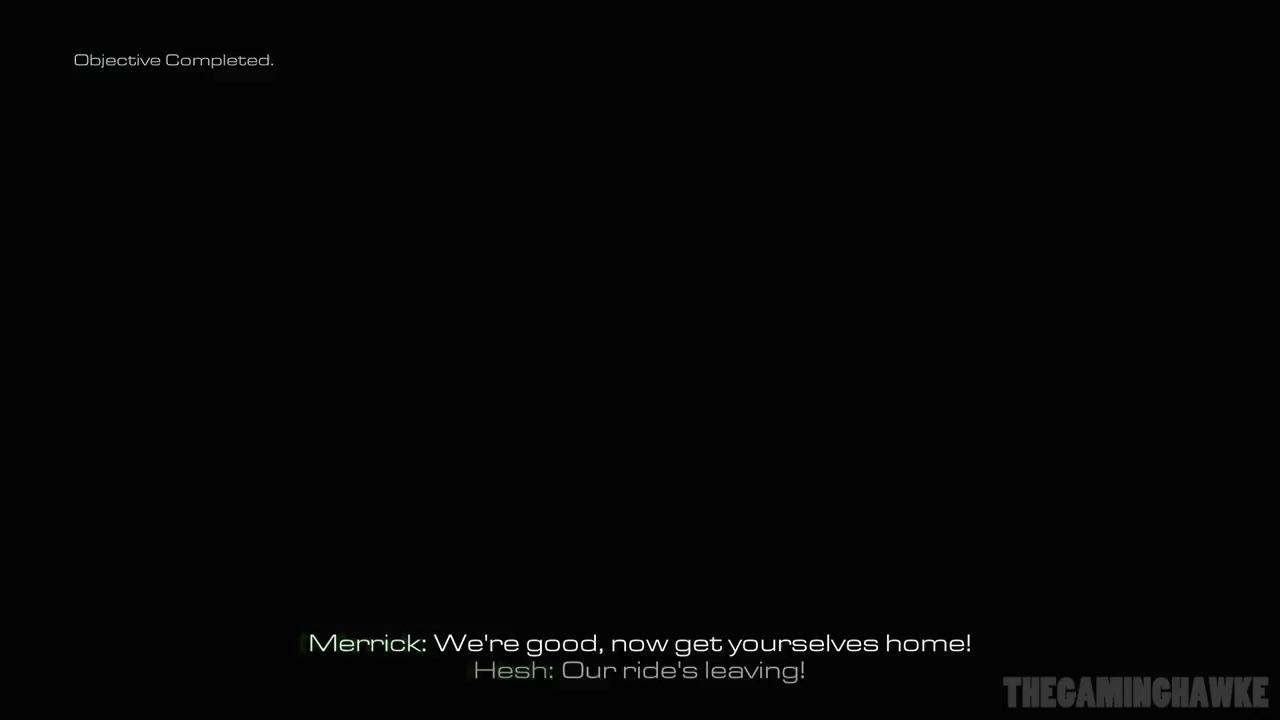 Objective Completed.
Merrick: We're good, now get yourselves home!
Hesh: Our ride's leaving!
THEGAMINGHAWKE